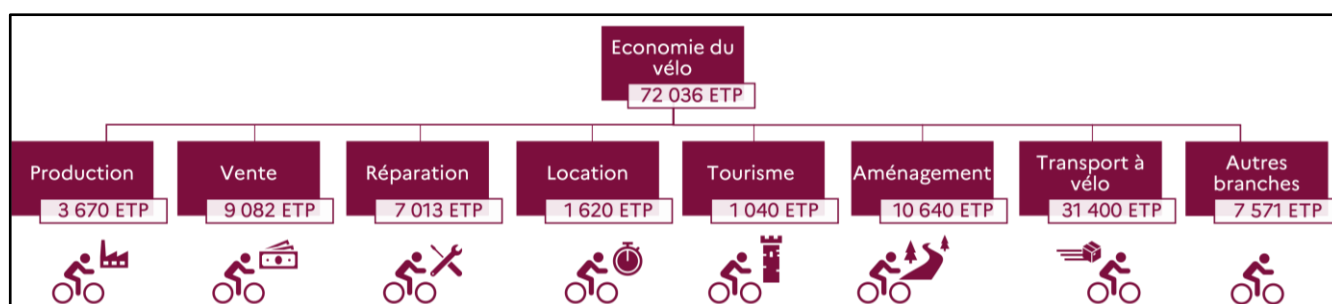 Economie du
vélo
72 036 ETP
Production
3 670 ETP
Vente
9 082 ETP
Réparation
7 013 ETP
Location
1 620 ETP
Tourisme
1 040 ETP
Aménagement
10 640 ETP
Transport à
vélo
31 400 ETP
Autres
branches
7 571 ETP